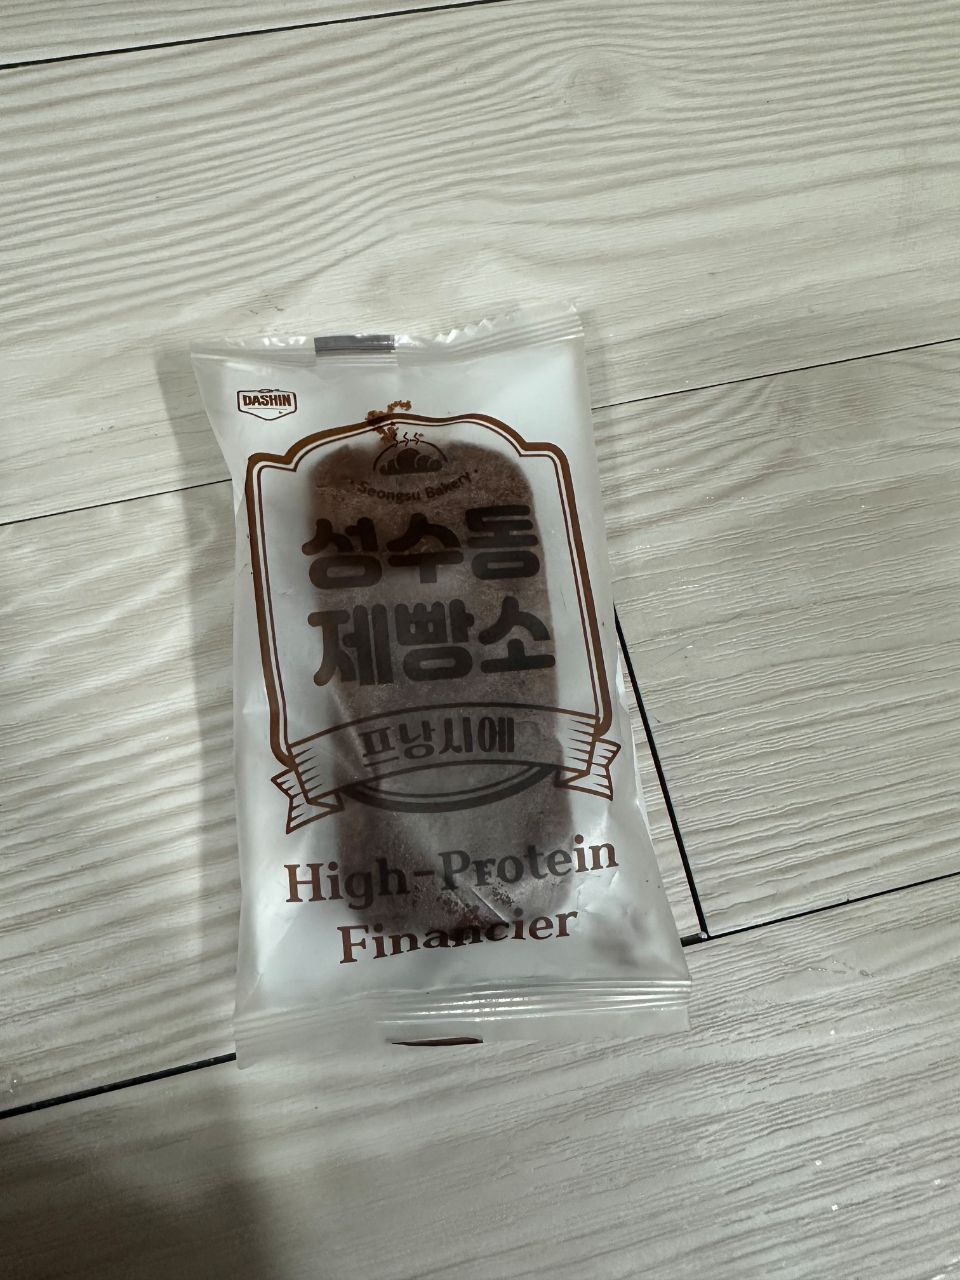 DASHIN
Seongsu Bakery
성수동
제빵소
프낭시에
High-Protein
Financier